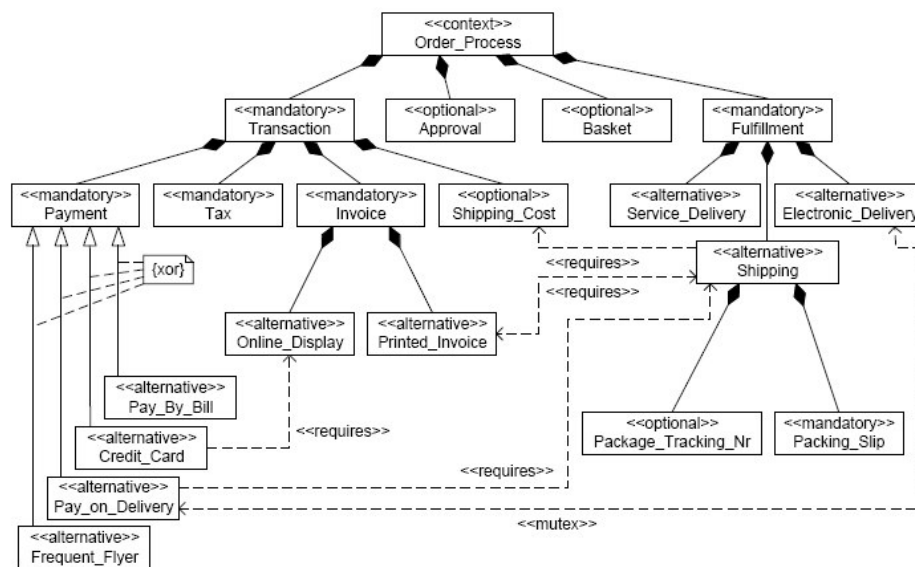 <<context>>
Order_Process
<<mandatory>>
Transaction
<<optional>>
Approval
<<optional>>
Basket
<<mandatory>>
Fulfillment
<<mandatory>>
Payment
<<mandatory>>
Tax
<<mandatory>>
Invoice
<<optional>>
Shipping_Cost
<<alternative>>
Service_Delivery
<<alternative>>
Electronic_Delivery
{xor}
<<requires>>
<<requires>>
<<alternative>>
Shipping
<<alternative>>
Online_Display
<<alternative>>
Printed_Invoice
<<alternative>>
Pay_By_Bill
<<requires>>
<<alternative>>
Credit_Card
<<optional>>
Package_Tracking_Nr
<<mandatory>>
Packing_Slip
<<requires>>
<<alternative>>
Pay_on_Delivery
<<mutex>>
<<alternative>>
Frequent_Flyer